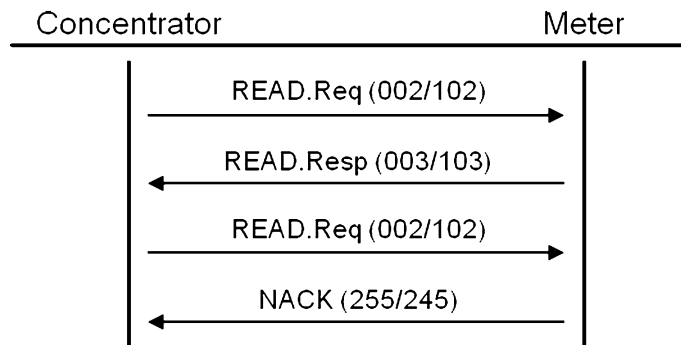 Concentrator Meter
READ.Req (002/102)
READ.Resp (003/103)
READ.Req (002/102)
NACK (255/245)